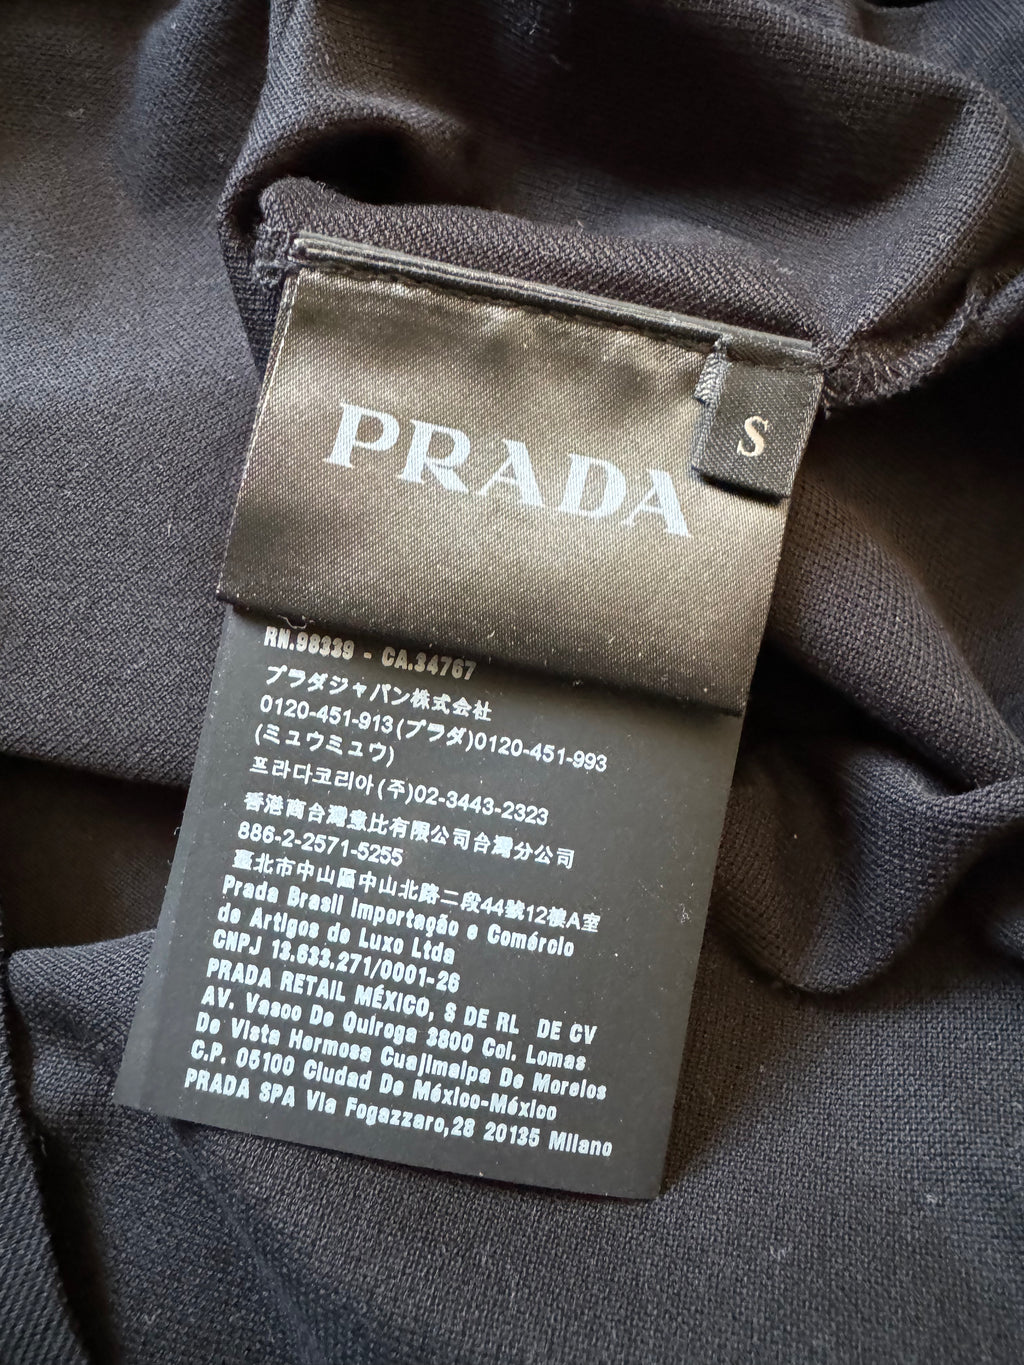 PRADA
S
RN.98339 - CA.34767
プラダジャパン株式会社
0120-451-913(プラダ)0120-451-993
(ミュウミュウ)
프라다코리아(주)02-3443-2323
香港商台灣意比有限公司台灣分公司
886-2-2571-5255
臺北市中山區中山北路二段44號12樓A室
Prada Brasil Importação e Comércio
de Artigos de Luxo Ltda
CNPJ 13.633.271/0001-26
PRADA RETAIL MÉXICO, S DE RL DE CV
AV. Vasco De Quiroga 3800 Col. Lomas
De Vista Hermosa Cuajimalpa De Morelos
C.P. 05100 Ciudad De México-México
PRADA SPA Via Fogazzaro,28 20135 Milano